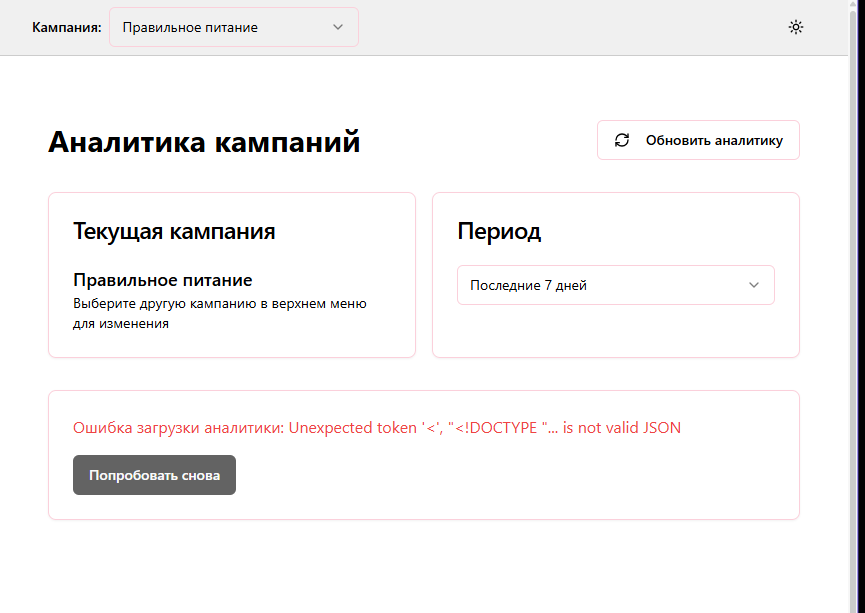 Кампания: Правильное питание
Аналитика кампаний
Обновить аналитику
Текущая кампания
Правильное питание
Выберите другую кампанию в верхнем меню
для изменения
Период
Последние 7 дней
Ошибка загрузки аналитики: Unexpected token '<', "<!DOCTYPE "... is not valid JSON
Попробовать снова